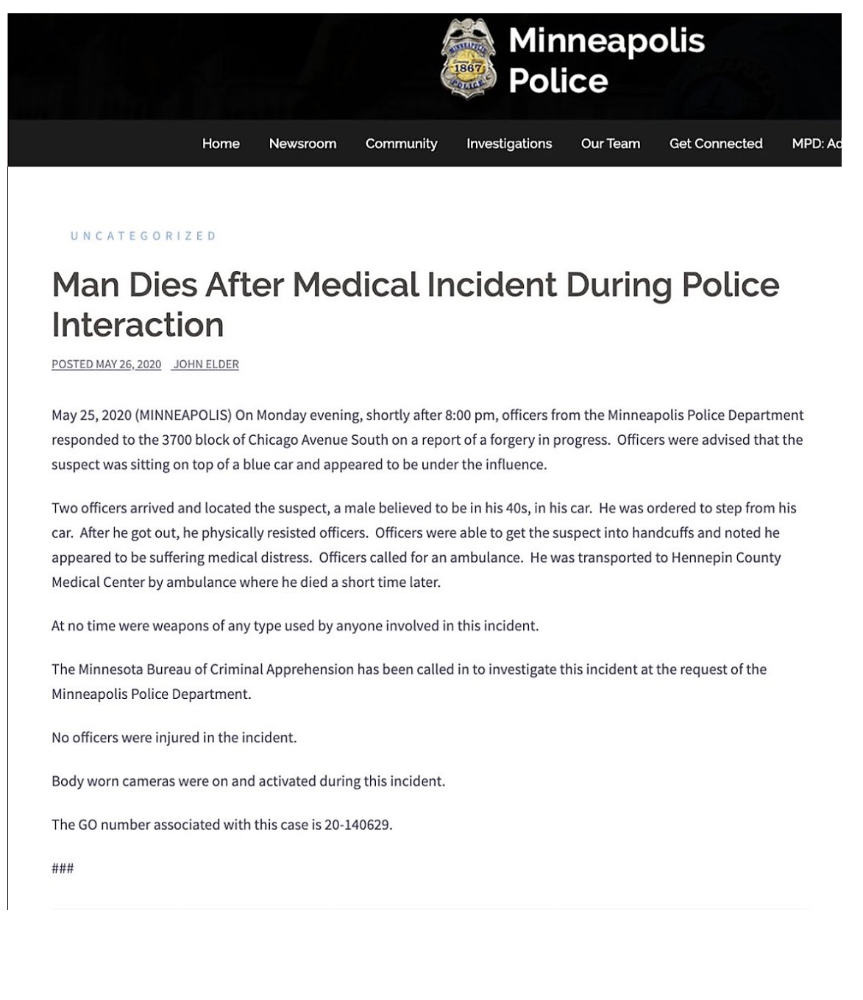 MINNEAPOLIS
1867
POLICE
Minneapolis
Police
Home Newsroom Community Investigations Our Team Get Connected MPD: Ad
UNCATEGORIZED
Man Dies After Medical Incident During Police
Interaction
POSTED MAY 26, 2020 JOHN ELDER
May 25, 2020 (MINNEAPOLIS) On Monday evening, shortly after 8:00 pm, officers from the Minneapolis Police Department
responded to the 3700 block of Chicago Avenue South on a report of a forgery in progress.  Officers were advised that the
suspect was sitting on top of a blue car and appeared to be under the influence.
Two officers arrived and located the suspect, a male believed to be in his 40s, in his car.  He was ordered to step from his
car.  After he got out, he physically resisted officers.  Officers were able to get the suspect into handcuffs and noted he
appeared to be suffering medical distress.  Officers called for an ambulance.  He was transported to Hennepin County
Medical Center by ambulance where he died a short time later.
At no time were weapons of any type used by anyone involved in this incident.
The Minnesota Bureau of Criminal Apprehension has been called in to investigate this incident at the request of the
Minneapolis Police Department.
No officers were injured in the incident.
Body worn cameras were on and activated during this incident.
The GO number associated with this case is 20-140629.
###